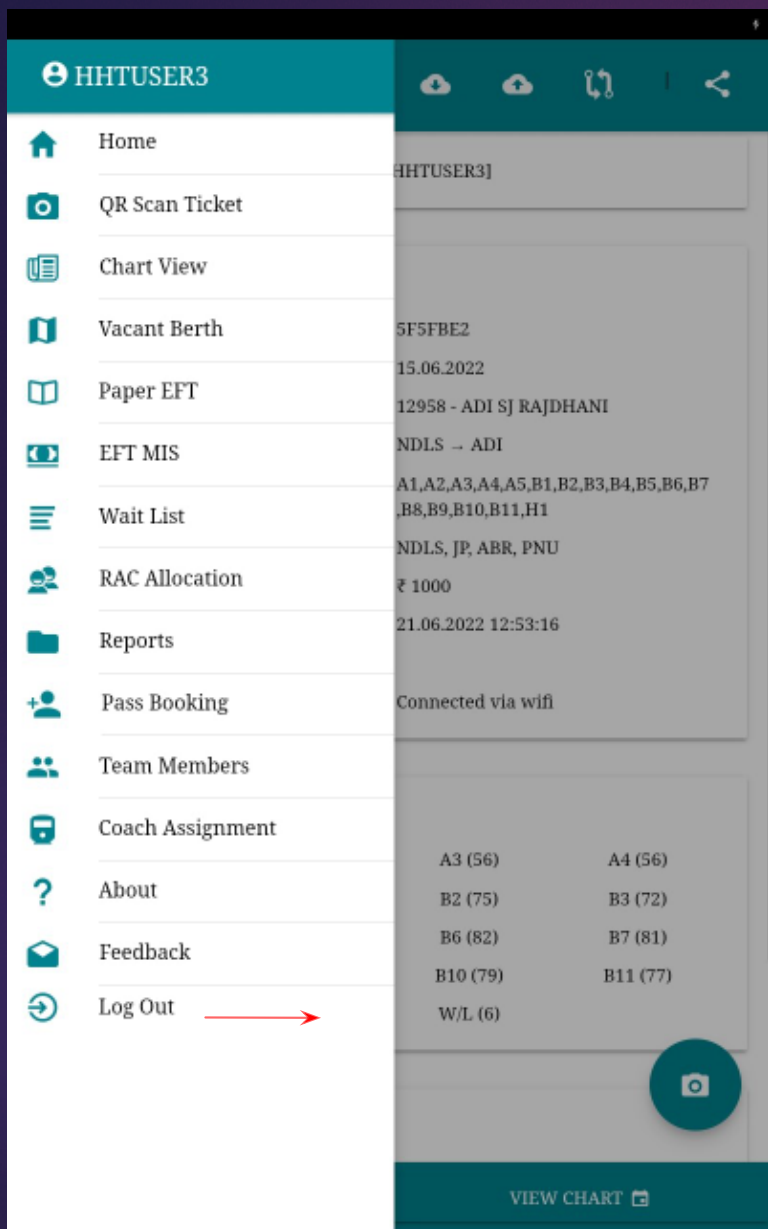 HHTUSER3
Home
QR Scan Ticket
Chart View
Vacant Berth
Paper EFT
EFT MIS
Wait List
RAC Allocation
Reports
Pass Booking
Team Members
Coach Assignment
About
Feedback
Log Out
HHTUSER3]
5F5FBE2
15.06.2022
12958 - ADI SJ RAJDHANI
NDLS → ADI
A1,A2,A3,A4,A5,B1,B2,B3,B4,B5,B6,B7
,B8,B9,B10,B11,H1
NDLS, JP, ABR, PNU
₹ 1000
21.06.2022 12:53:16
Connected via wifi
A3 (56) A4 (56)
B2 (75) B3 (72)
B6 (82) B7 (81)
B10 (79) B11 (77)
W/L (6)
VIEW CHART